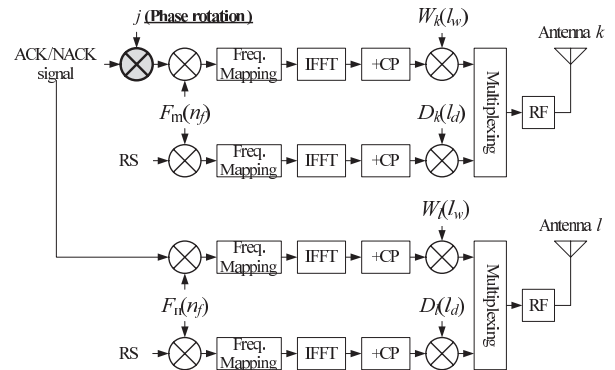 j (Phase rotation)
W_k(l_w)
Antenna k
ACK/NACK
signal
Freq.
Mapping
IFFT
+CP
Multiplexing
RF
F_m(n_f)
D_k(l_d)
RS
Freq.
Mapping
IFFT
+CP
W_l(l_w)
Antenna l
Freq.
Mapping
IFFT
+CP
Multiplexing
RF
F_n(n_f)
D_l(l_d)
RS
Freq.
Mapping
IFFT
+CP